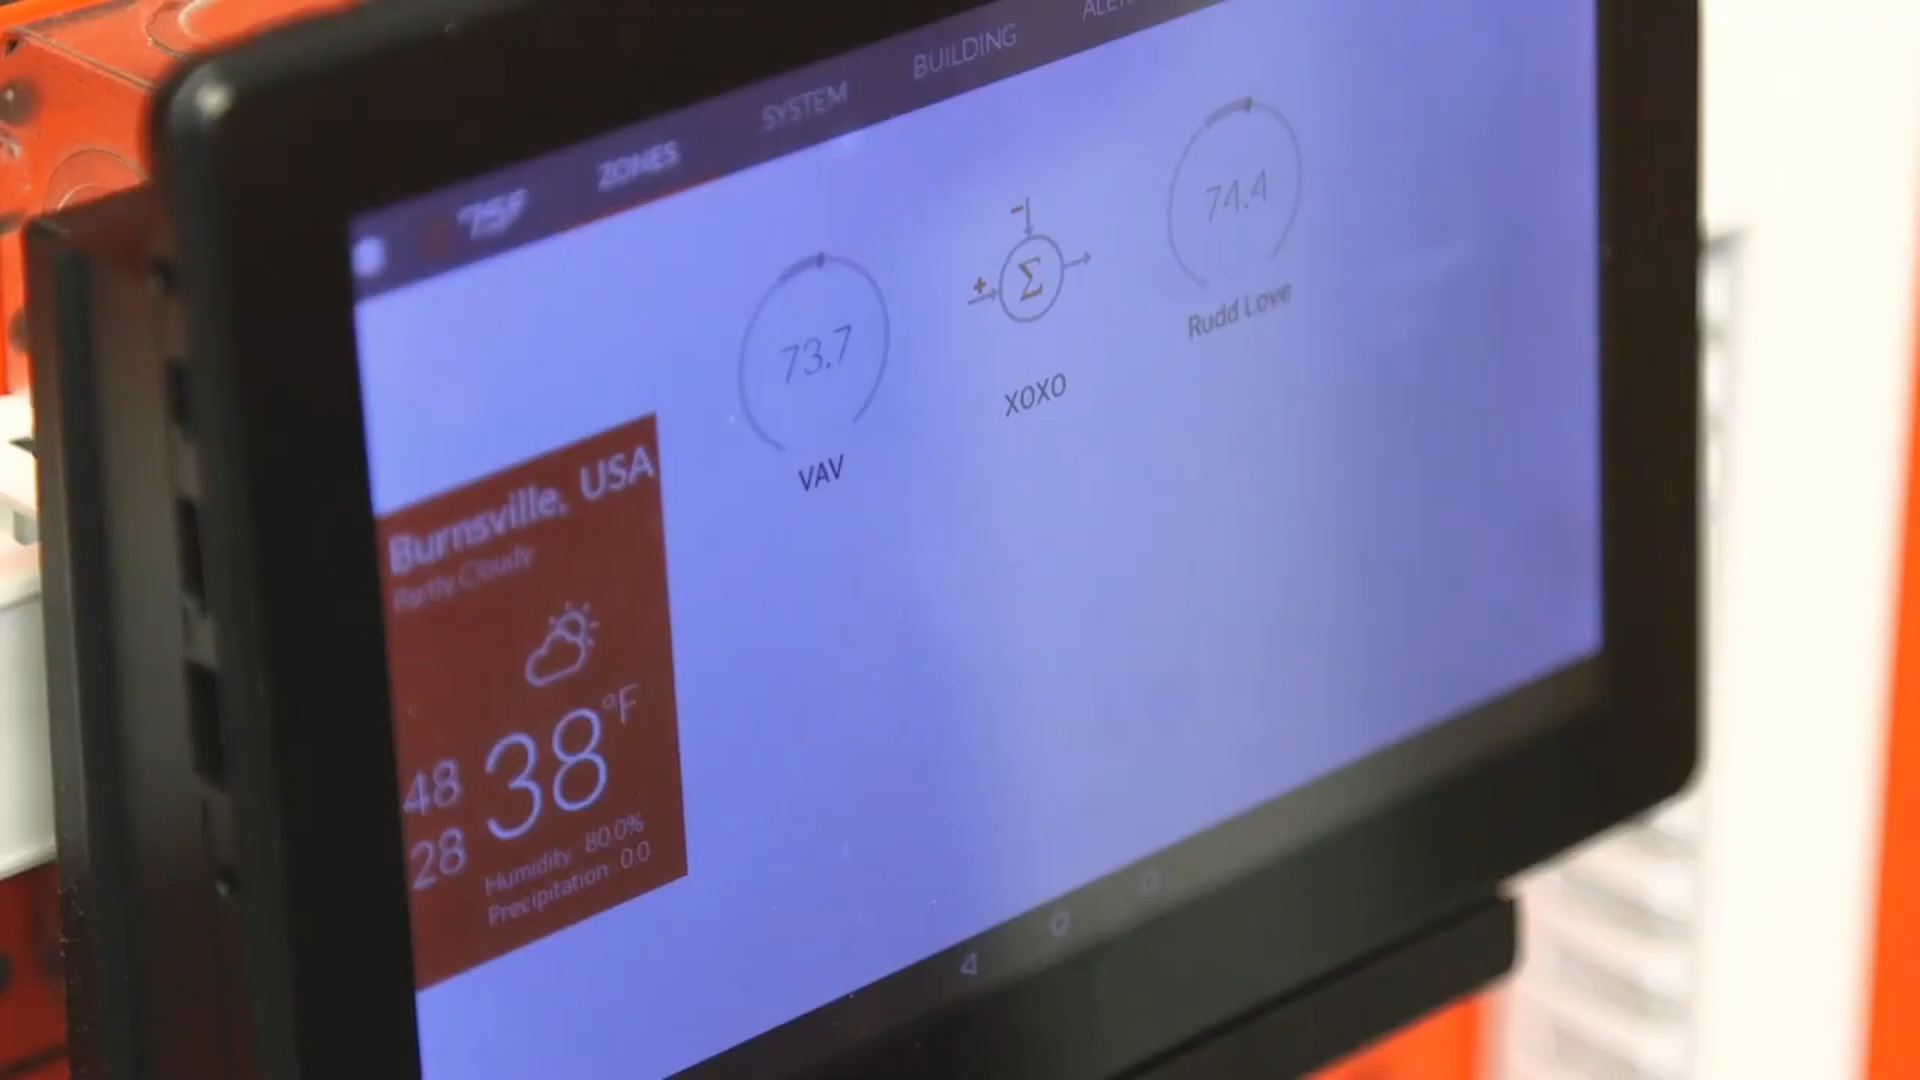 75F
ZONES
SYSTEM
BUILDING
73.7
VAV
- +
Σ
XOXO
74.4
Rudd Love
Burnsville, USA
Partly Cloudy
38°F
48
28
Humidity 80.0%
Precipitation 0.0